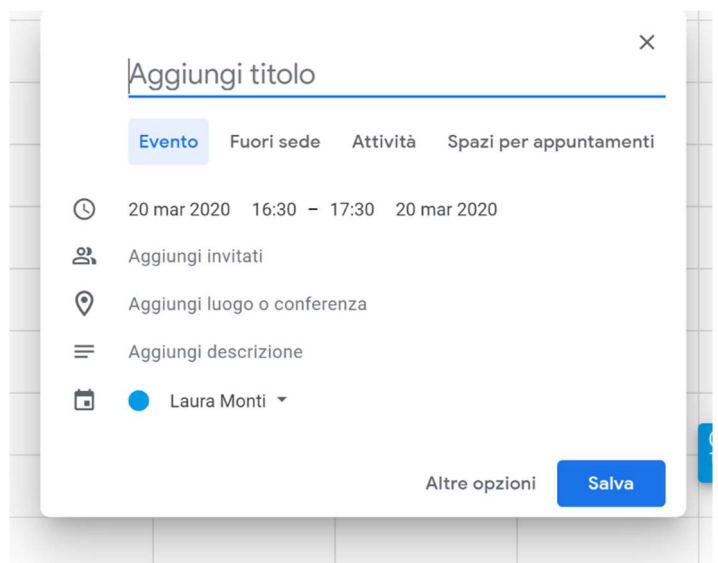 Aggiungi titolo
Evento Fuori sede Attività Spazi per appuntamenti
20 mar 2020 16:30 – 17:30 20 mar 2020
Aggiungi invitati
Aggiungi luogo o conferenza
Aggiungi descrizione
Laura Monti
Altre opzioni Salva